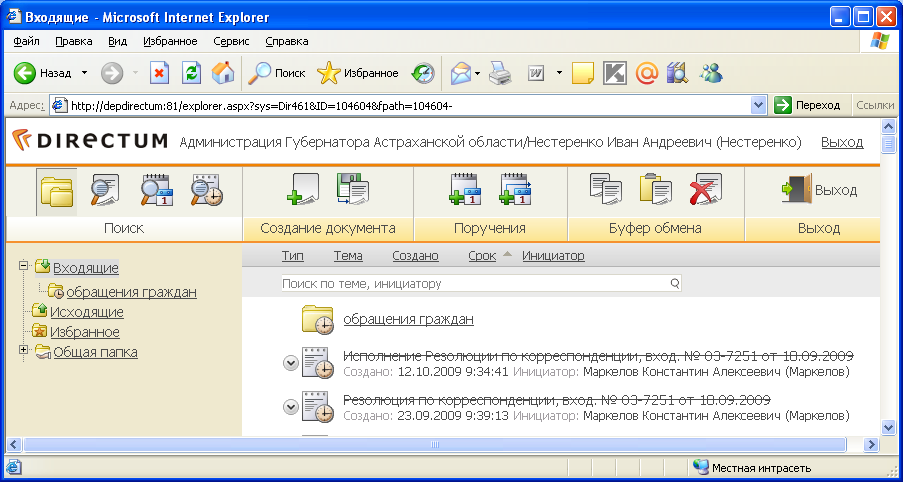 Входящие - Microsoft Internet Explorer
Файл Правка Вид Избранное Сервис Справка
Назад Поиск Избранное
Адрес: http://depdirectum:81/explorer.aspx?sys=Dir461&ID=104604&fpath=104604- Переход Ссылки
DIRECTUM Администрация Губернатора Астраханской области/Нестеренко Иван Андреевич (Нестеренко) Выход
Выход
Поиск Создание документа Поручения Буфер обмена Выход
Тип Тема Создано Срок Инициатор
Входящие
обращения граждан
Исходящие
Избранное
Общая папка
Поиск по теме, инициатору
обращения граждан
Исполнение Резолюции по корреспонденции, вход. № 03-7251 от 18.09.2009
Создано: 12.10.2009 9:34:41 Инициатор: Маркелов Константин Алексеевич (Маркелов)
Резолюция по корреспонденции, вход. № 03-7251 от 18.09.2009
Создано: 23.09.2009 9:39:13 Инициатор: Маркелов Константин Алексеевич (Маркелов)
Местная интрасеть